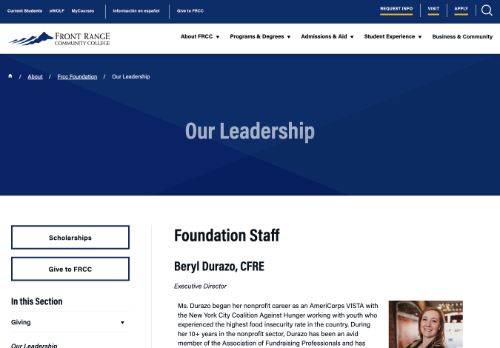 Current Students eWOLF MyCourses Información en español Give to FRCC REQUEST INFO VISIT APPLY
FRONT RANGE
COMMUNITY COLLEGE
About FRCC Programs & Degrees Admissions & Aid Student Experience Business & Community
/ About / Frcc Foundation / Our Leadership
Our Leadership
Scholarships
Give to FRCC
In this Section
Giving
Our Leadership
Foundation Staff
Beryl Durazo, CFRE
Executive Director
Ms. Durazo began her nonprofit career as an AmeriCorps VISTA with
the New York City Coalition Against Hunger working with youth who
experienced the highest food insecurity rate in the country. During
her 10+ years in the nonprofit sector, Durazo has been an avid
member of the Association of Fundraising Professionals and has